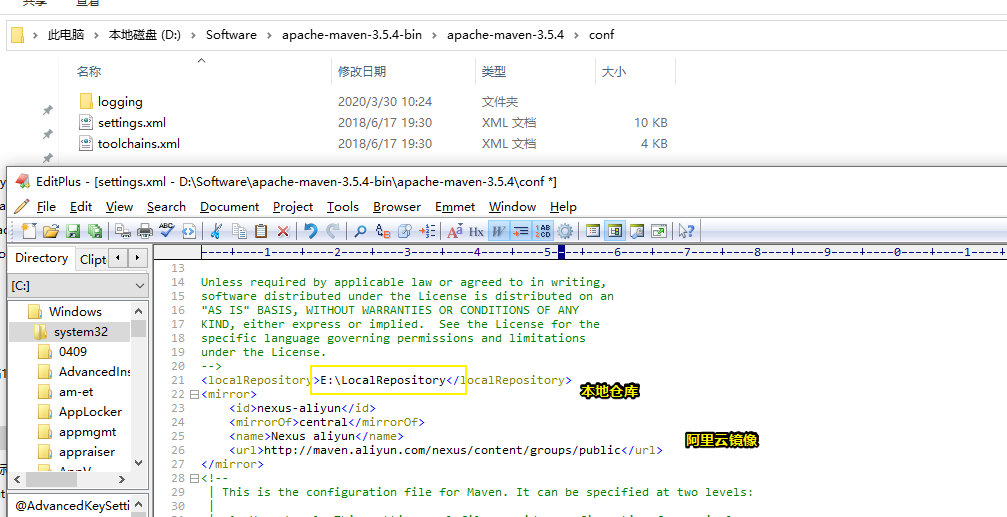 共享 查看
此电脑 > 本地磁盘 (D:) > Software > apache-maven-3.5.4-bin > apache-maven-3.5.4 > conf
名称 修改日期 类型 大小
logging 2020/3/30 10:24 文件夹
settings.xml 2018/6/17 19:30 XML 文档 10 KB
toolchains.xml 2018/6/17 19:30 XML 文档 4 KB
EditPlus - [settings.xml - D:\Software\apache-maven-3.5.4-bin\apache-maven-3.5.4\conf *]
File Edit View Search Document Project Tools Browser Emmet Window Help
Directory Clipt
[C:]
Windows
system32
0409
AdvancedIns
am-et
AppLocker
appmgmt
appraiser
AppV
@AdvancedKeySetti
----+----1----+----2----+----3----+----4----+----5----+----6----+----7----+----8----+----9----+----0----+----1----+
13
14 Unless required by applicable law or agreed to in writing,
15 software distributed under the License is distributed on an
16 "AS IS" BASIS, WITHOUT WARRANTIES OR CONDITIONS OF ANY
17 KIND, either express or implied.  See the License for the
18 specific language governing permissions and limitations
19 under the License.
20 -->
21 <localRepository>E:\LocalRepository</localRepository>
本地仓库
22 <mirror>
23 <id>nexus-aliyun</id>
24 <mirrorOf>central</mirrorOf>
25 <name>Nexus aliyun</name>
阿里云镜像
26 <url>http://maven.aliyun.com/nexus/content/groups/public</url>
27 </mirror>
28 <!--
29 | This is the configuration file for Maven. It can be specified at two levels:
30 |